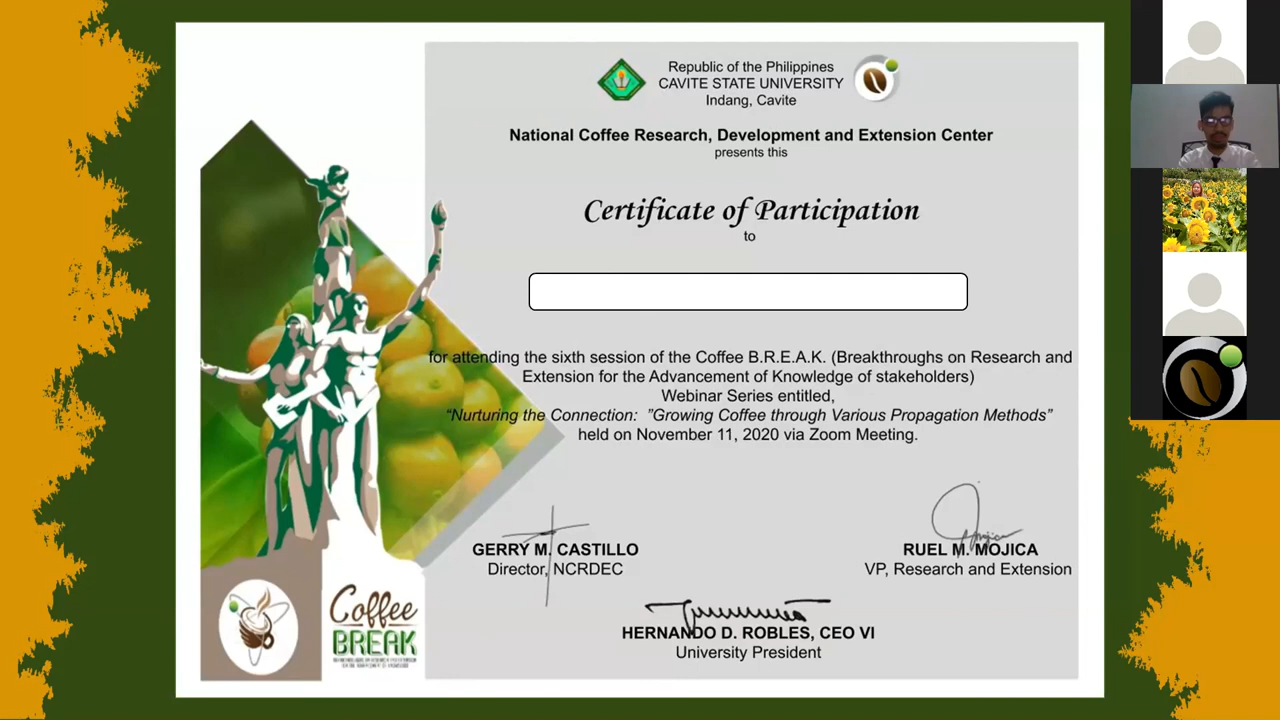 Republic of the Philippines
CAVITE STATE UNIVERSITY
Indang, Cavite
National Coffee Research, Development and Extension Center
presents this
Certificate of Participation
to
for attending the sixth session of the Coffee B.R.E.A.K. (Breakthroughs on Research and
Extension for the Advancement of Knowledge of stakeholders)
Webinar Series entitled,
“Nurturing the Connection: ”Growing Coffee through Various Propagation Methods”
held on November 11, 2020 via Zoom Meeting.
GERRY M. CASTILLO
Director, NCRDEC
RUEL M. MOJICA
VP, Research and Extension
HERNANDO D. ROBLES, CEO VI
University President
Coffee
BREAK